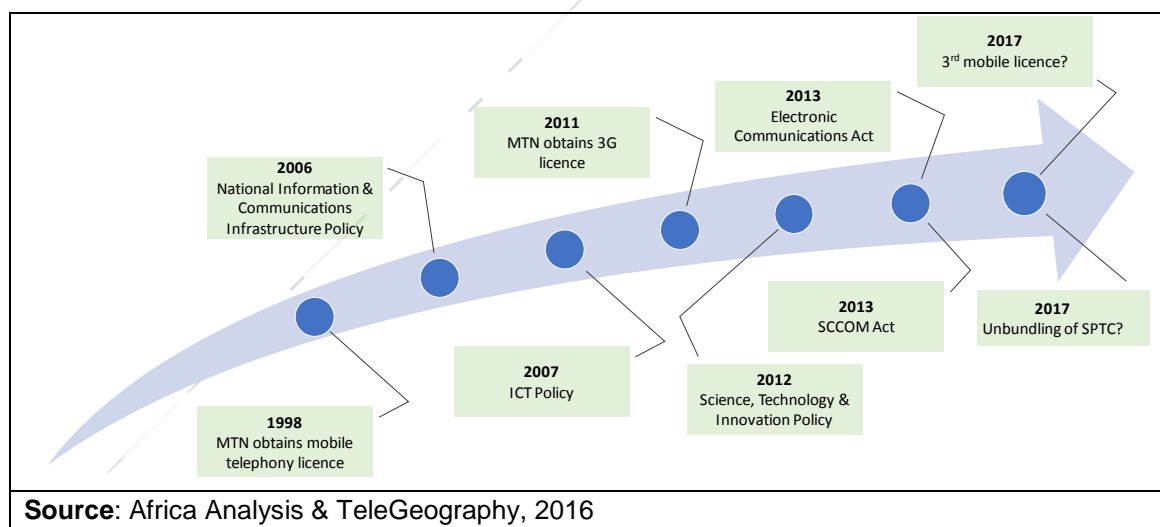 2017
3rd mobile licence?
2013
Electronic
Communications Act
2011
MTN obtains 3G
licence
2006
National Information &
Communications
Infrastructure Policy
2013
SCCOM Act
2017
Unbundling of SPTC?
2007
ICT Policy
2012
Science, Technology &
Innovation Policy
1998
MTN obtains mobile
telephony licence
Source: Africa Analysis & TeleGeography, 2016